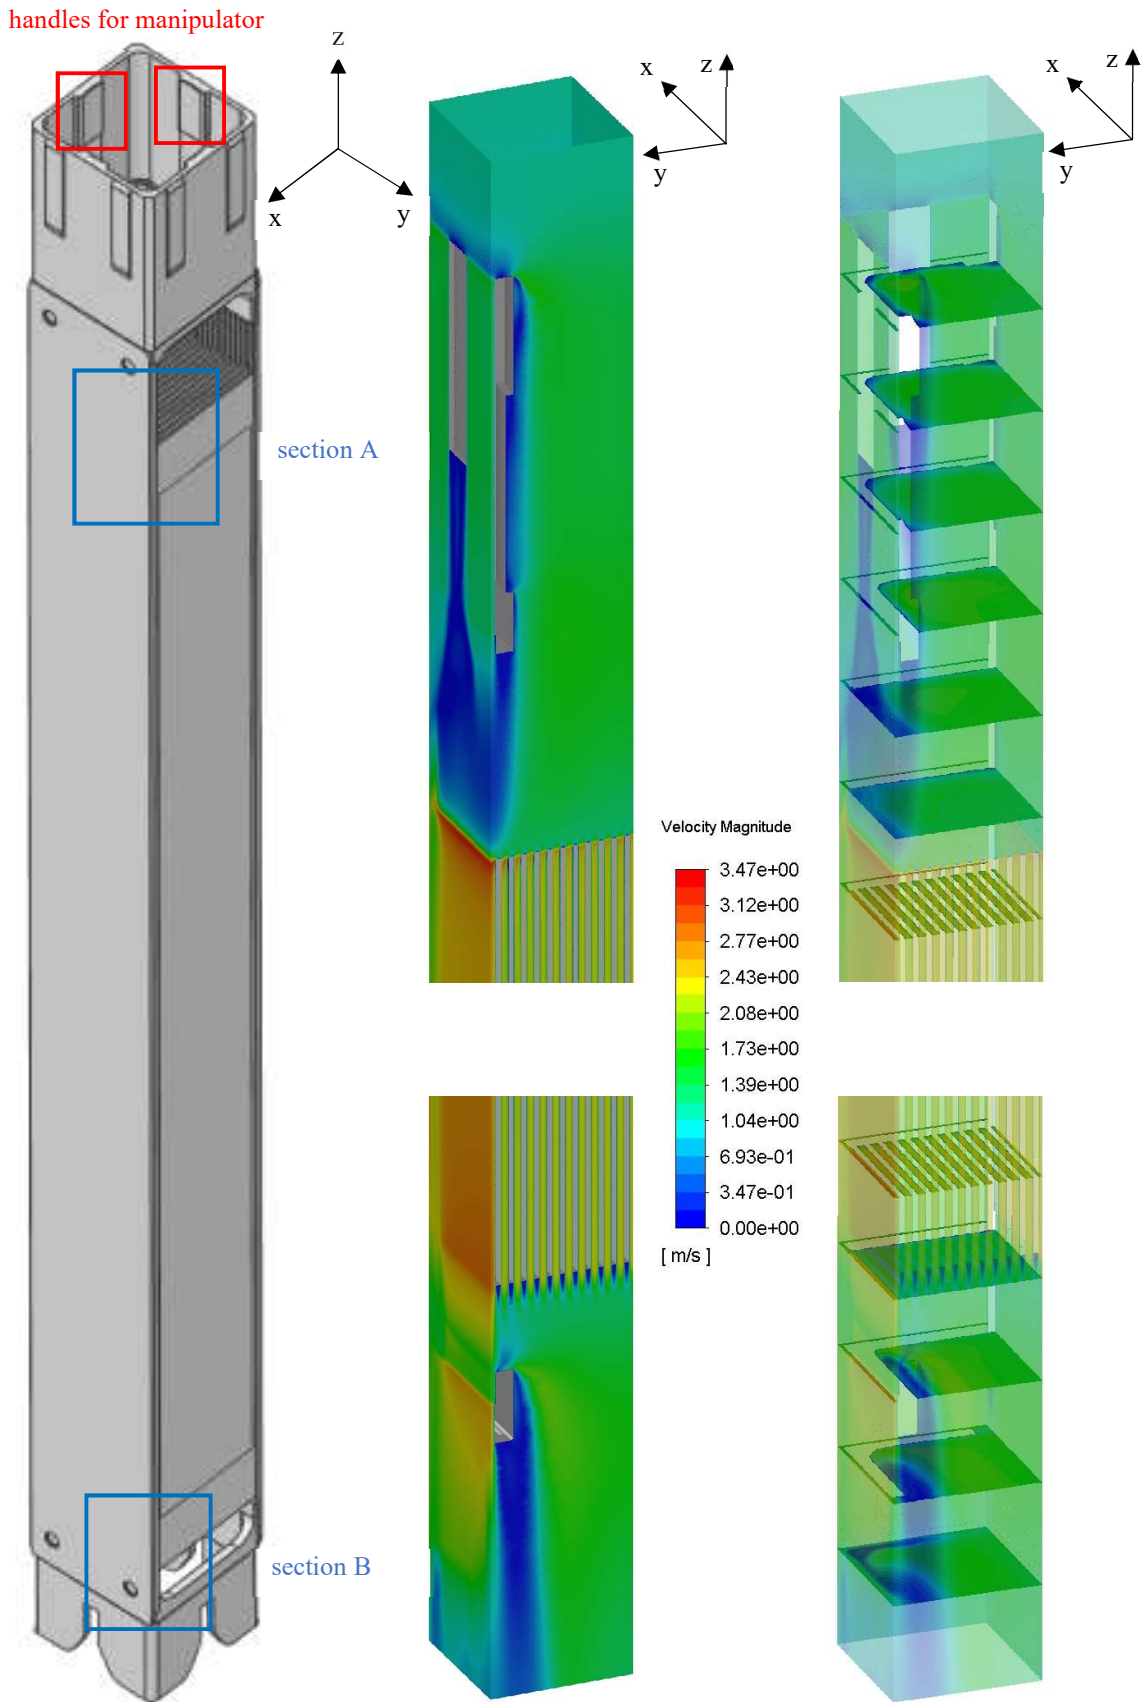 handles for manipulator
z
x
y
x
z
y
x
z
y
section A
Velocity Magnitude
3.47e+00
3.12e+00
2.77e+00
2.43e+00
2.08e+00
1.73e+00
1.39e+00
1.04e+00
6.93e-01
3.47e-01
0.00e+00
[ m/s ]
section B